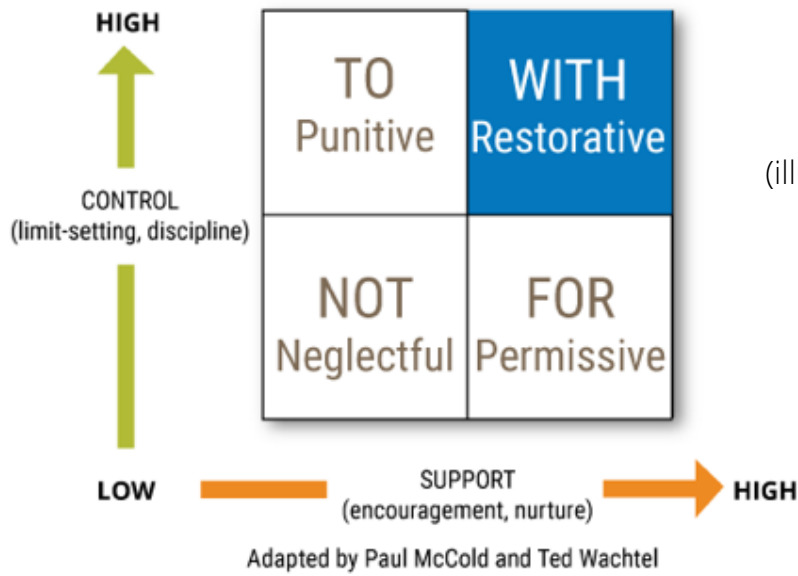 HIGH
TO
Punitive
WITH
Restorative
(ill
CONTROL
(limit-setting, discipline)
NOT
Neglectful
FOR
Permissive
LOW
SUPPORT
(encouragement, nurture)
HIGH
Adapted by Paul McCold and Ted Wachtel